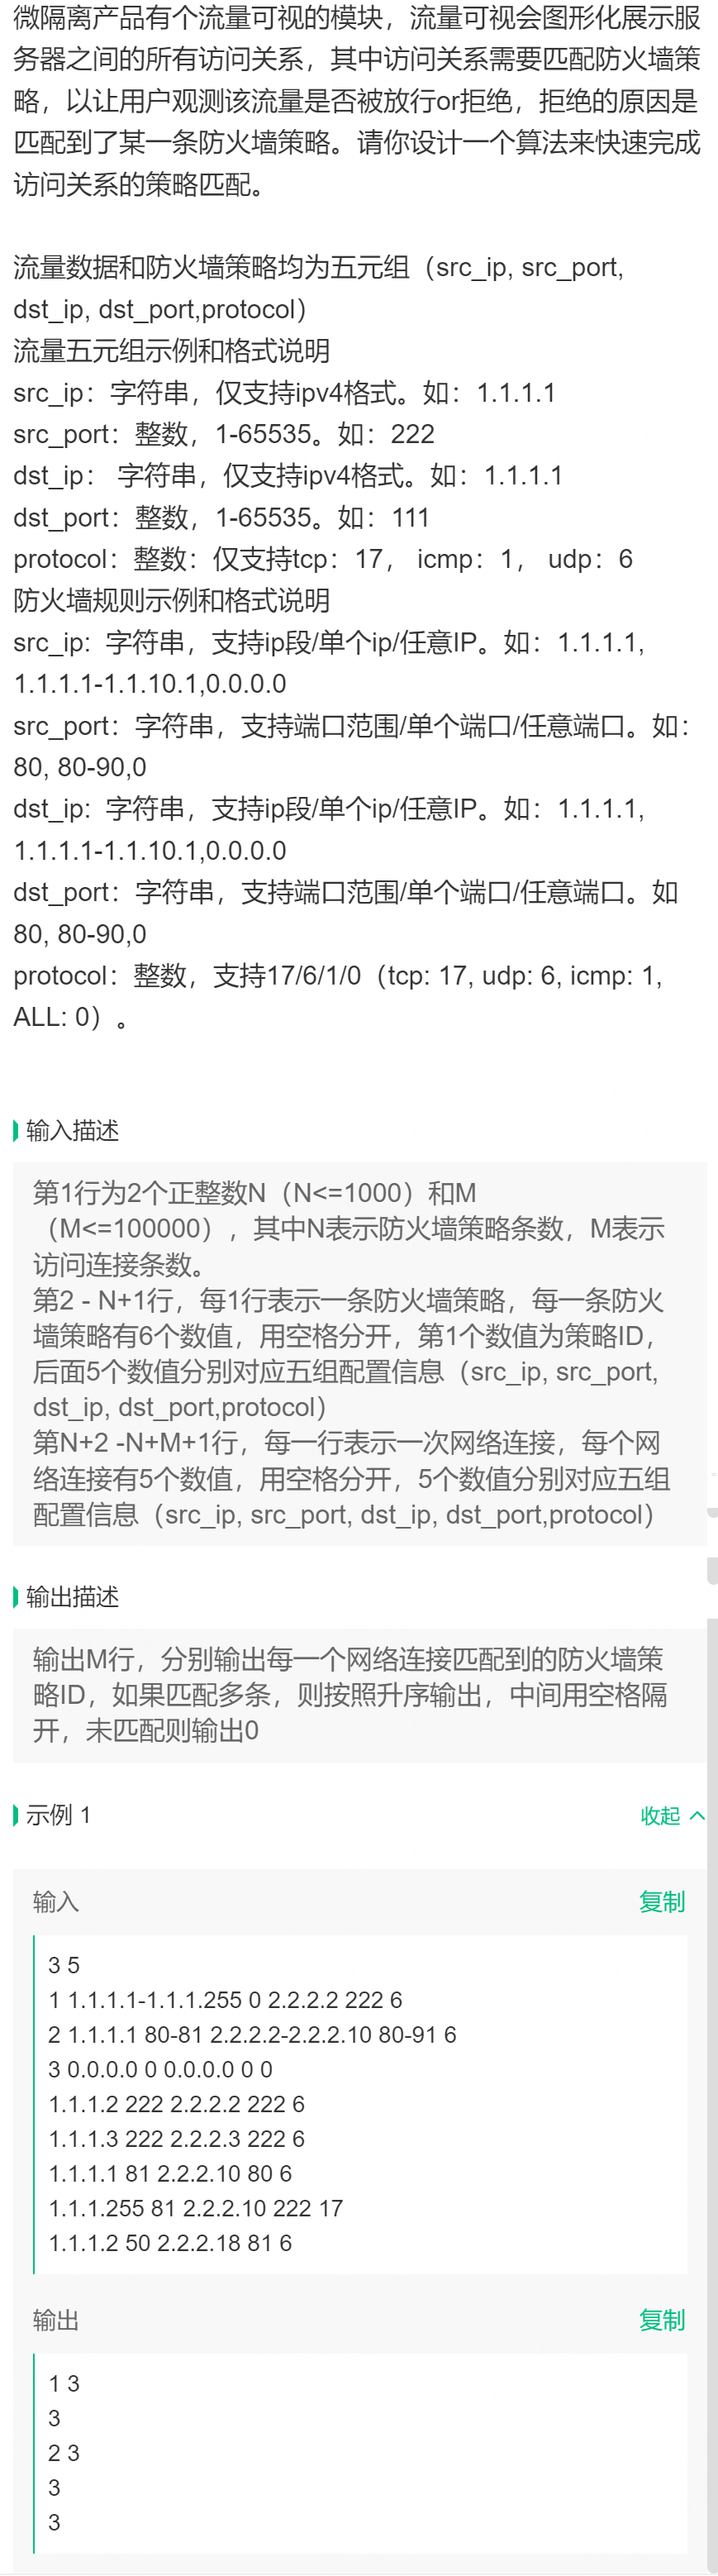 微隔离产品有个流量可视的模块，流量可视会图形化展示服
务器之间的所有访问关系，其中访问关系需要匹配防火墙策
略，以让用户观测该流量是否被放行or拒绝，拒绝的原因是
匹配到了某一条防火墙策略。请你设计一个算法来快速完成
访问关系的策略匹配。
流量数据和防火墙策略均为五元组（src_ip, src_port,
dst_ip, dst_port,protocol）
流量五元组示例和格式说明
src_ip：字符串，仅支持ipv4格式。如：1.1.1.1
src_port：整数，1-65535。如：222
dst_ip： 字符串，仅支持ipv4格式。如：1.1.1.1
dst_port：整数，1-65535。如：111
protocol：整数：仅支持tcp：17， icmp：1， udp：6
防火墙规则示例和格式说明
src_ip: 字符串，支持ip段/单个ip/任意IP。如：1.1.1.1,
1.1.1.1-1.1.10.1,0.0.0.0
src_port：字符串，支持端口范围/单个端口/任意端口。如：
80, 80-90,0
dst_ip: 字符串，支持ip段/单个ip/任意IP。如：1.1.1.1,
1.1.1.1-1.1.10.1,0.0.0.0
dst_port：字符串，支持端口范围/单个端口/任意端口。如
80, 80-90,0
protocol：整数，支持17/6/1/0（tcp: 17, udp: 6, icmp: 1,
ALL: 0）。
输入描述
第1行为2个正整数N（N<=1000）和M
（M<=100000），其中N表示防火墙策略条数，M表示
访问连接条数。
第2 - N+1行，每1行表示一条防火墙策略，每一条防火
墙策略有6个数值，用空格分开，第1个数值为策略ID，
后面5个数值分别对应五组配置信息（src_ip, src_port,
dst_ip, dst_port,protocol）
第N+2 -N+M+1行，每一行表示一次网络连接，每个网
络连接有5个数值，用空格分开，5个数值分别对应五组
配置信息（src_ip, src_port, dst_ip, dst_port,protocol）
输出描述
输出M行，分别输出每一个网络连接匹配到的防火墙策
略ID，如果匹配多条，则按照升序输出，中间用空格隔
开，未匹配则输出0
示例 1 收起
输入 复制
3 5
1 1.1.1.1-1.1.1.255 0 2.2.2.2 222 6
2 1.1.1.1 80-81 2.2.2.2-2.2.2.10 80-91 6
3 0.0.0.0 0 0.0.0.0 0 0
1.1.1.2 222 2.2.2.2 222 6
1.1.1.3 222 2.2.2.3 222 6
1.1.1.1 81 2.2.2.10 80 6
1.1.1.255 81 2.2.2.10 222 17
1.1.1.2 50 2.2.2.18 81 6
输出 复制
1 3
3
2 3
3
3